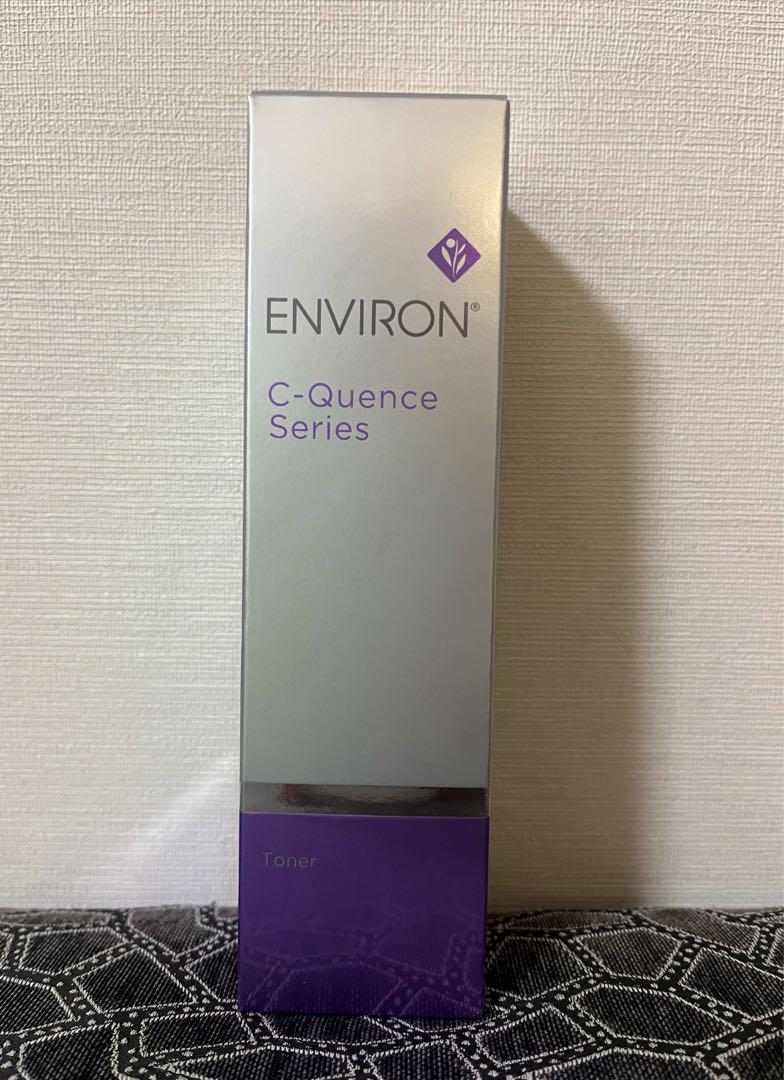 ENVIRON®
C-Quence
Series
Toner